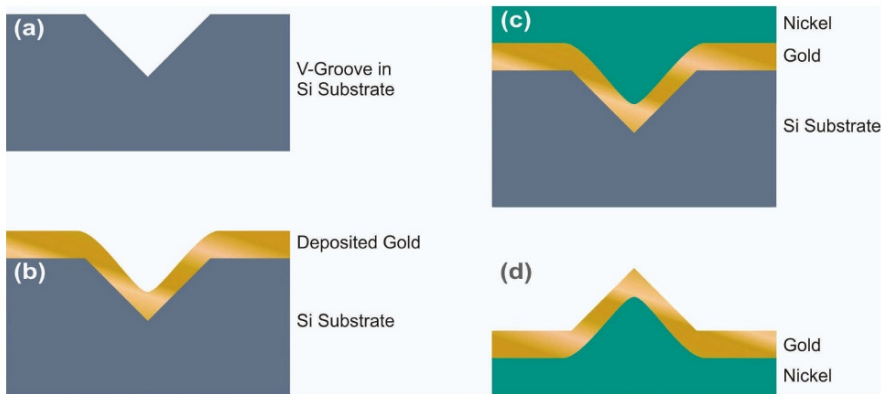 (a)
V-Groove in
Si Substrate
Deposited Gold
(b)
Si Substrate
(c)
Nickel
Gold
Si Substrate
(d)
Gold
Nickel